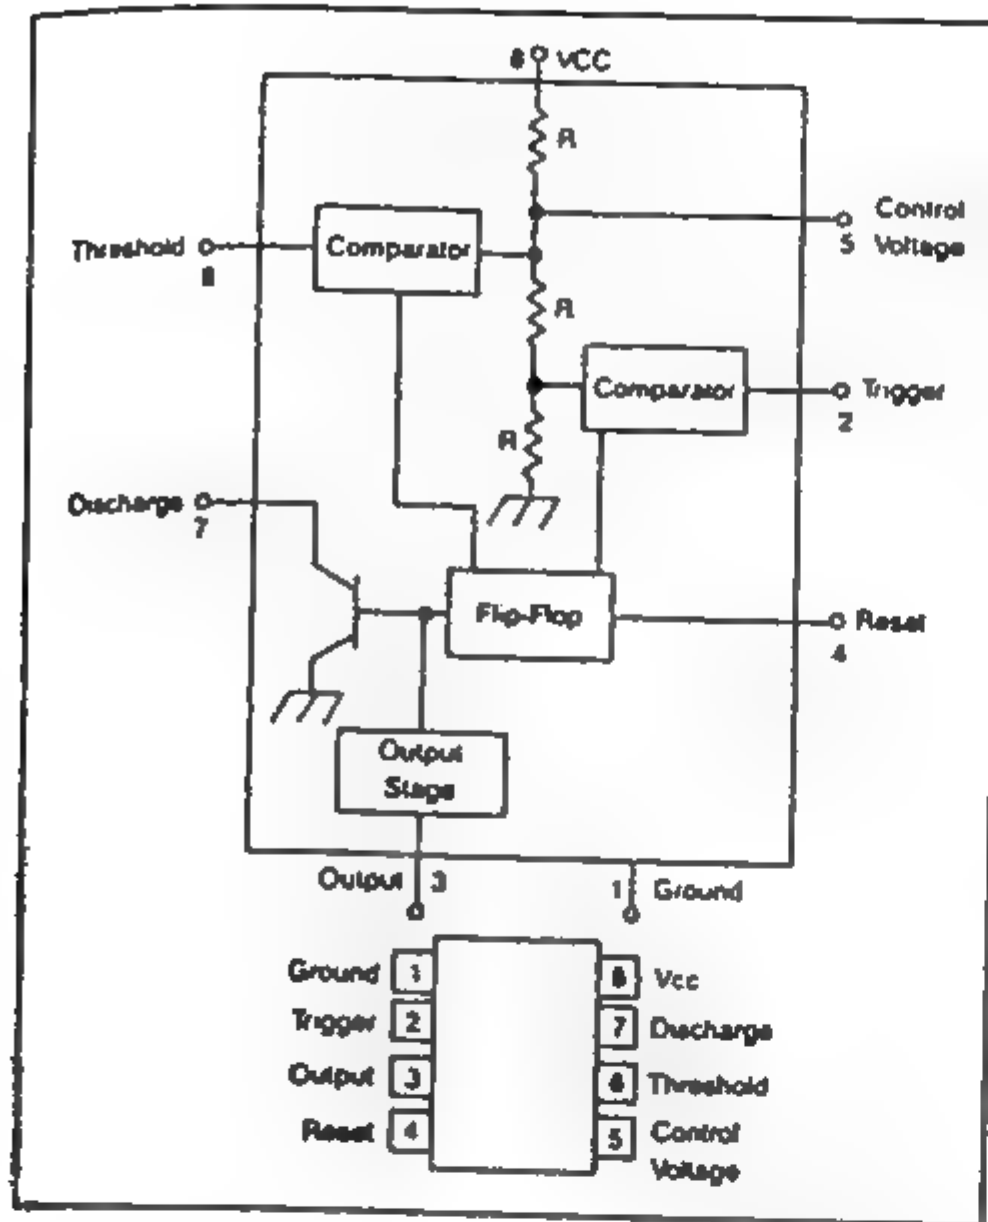 8 VCC
R
Control
Voltage
5
Threshold
6
Comparator
R
Comparator
Trigger
2
R
Discharge
7
Flip-Flop
Reset
4
Output
Stage
Output 3
1 Ground
Ground 1
8 Vcc
Trigger 2
7 Discharge
Output 3
6 Threshold
Reset 4
5 Control
Voltage